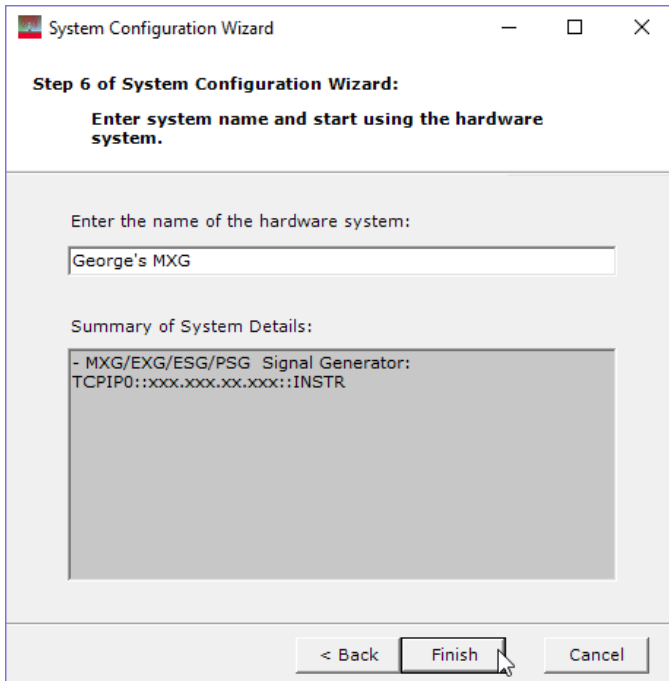 System Configuration Wizard
Step 6 of System Configuration Wizard:
Enter system name and start using the hardware
system.
Enter the name of the hardware system:
George's MXG
Summary of System Details:
- MXG/EXG/ESG/PSG  Signal Generator:
TCPIP0::xxx.xxx.xx.xxx::INSTR
< Back
Finish
Cancel